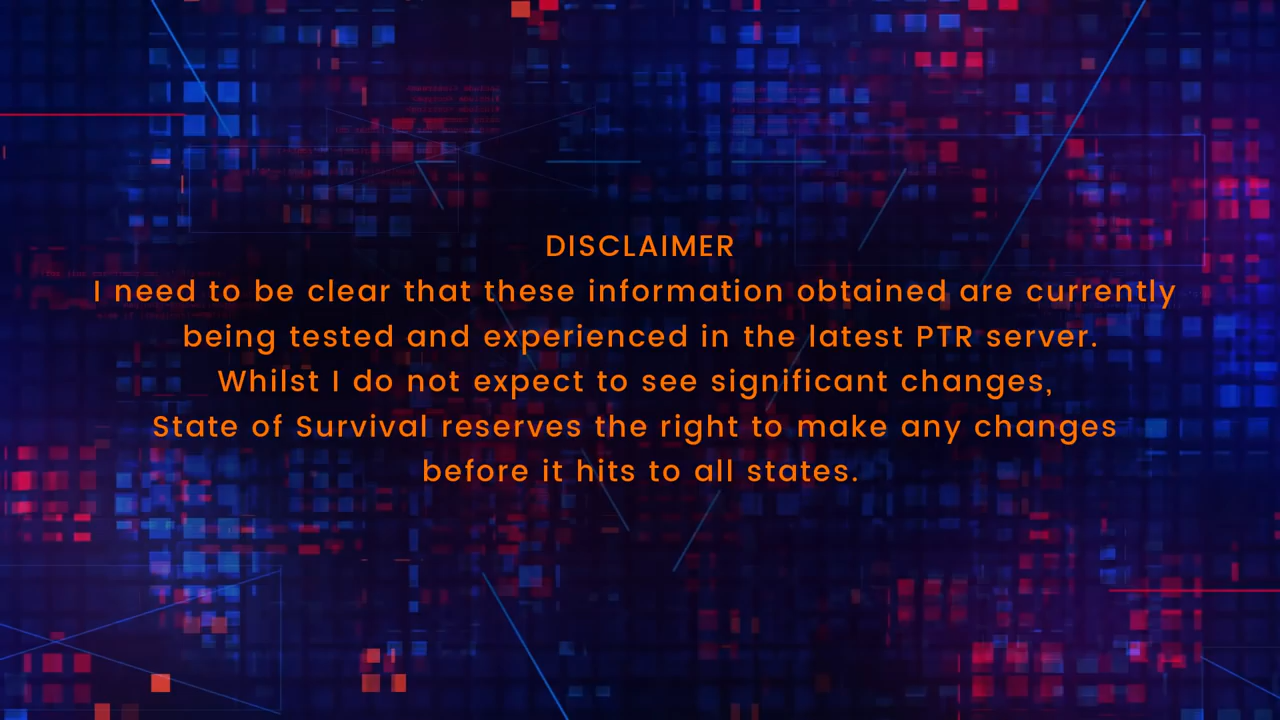 DISCLAIMER
I need to be clear that these information obtained are currently
being tested and experienced in the latest PTR server.
Whilst I do not expect to see significant changes,
State of Survival reserves the right to make any changes
before it hits to all states.